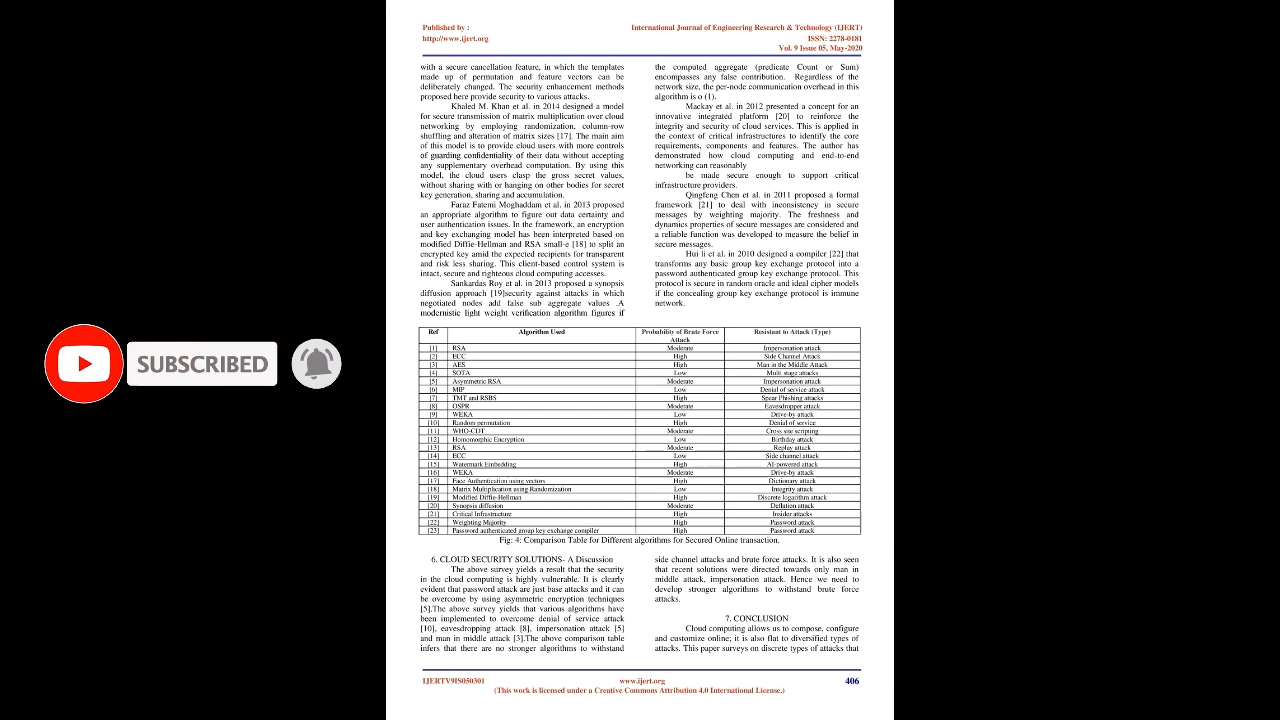 Published by :
http://www.ijert.org
International Journal of Engineering Research & Technology (IJERT)
ISSN: 2278-0181
Vol. 9 Issue 05, May-2020
with a secure cancellation feature, in which the templates
made up of permutation and feature vectors can be
deliberately changed. The security enhancement methods
proposed here provide security to various attacks.
Khaled M. Khan et al. in 2014 designed a model
for secure transmission of matrix multiplication over cloud
networking by employing randomization, column-row
shuffling and alteration of matrix sizes [17]. The main aim
of this model is to provide cloud users with more controls
of guarding confidentiality of their data without accepting
any supplementary overhead computation. By using this
model, the cloud users clasp the gross secret values,
without sharing with or hanging on other bodies for secret
key generation, sharing and accumulation.
Faraz Fatemi Moghaddam et al. in 2013 proposed
an appropriate algorithm to figure out data certainty and
user authentication issues. In the framework, an encryption
and key exchanging model has been interpreted based on
modified Diffie-Hellman and RSA small-e [18] to split an
encrypted key amid the expected recipients for transparent
and risk less sharing. This client-based control system is
intact, secure and righteous cloud computing accesses.
Sankardas Roy et al. in 2013 proposed a synopsis
diffusion approach [19]security against attacks in which
negotiated nodes add false sub aggregate values .A
modernistic light weight verification algorithm figures if
the computed aggregate (predicate Count or Sum)
encompasses any false contribution. Regardless of the
network size, the per-node communication overhead in this
algorithm is o (1).
Mackay et al. in 2012 presented a concept for an
innovative integrated platform [20] to reinforce the
integrity and security of cloud services. This is applied in
the context of critical infrastructures to identify the core
requirements, components and features. The author has
demonstrated how cloud computing and end-to-end
networking can reasonably
be made secure enough to support critical
infrastructure providers.
Qingfeng Chen et al. in 2011 proposed a formal
framework [21] to deal with inconsistency in secure
messages by weighting majority. The freshness and
dynamics properties of secure messages are considered and
a reliable function was developed to measure the belief in
secure messages.
Hui li et al. in 2010 designed a compiler [22] that
transforms any basic group key exchange protocol into a
password authenticated group key exchange protocol. This
protocol is secure in random oracle and ideal cipher models
if the concealing group key exchange protocol is immune
network.
Ref Algorithm Used Probability of Brute Force Attack Resistant to Attack (Type)
[1] RSA Moderate Impersonation attack
[2] ECC High Side Channel Attack
[3] AES High Man in the Middle Attack
[4] SOTA Low Multi stage attacks
[5] Asymmetric RSA Moderate Impersonation attack
[6] MIP Low Denial of service attack
[7] TMT and RSBS High Spear Phishing attacks
[8] OSPR Moderate Eavesdropper attack
[9] WEKA Low Drive-by attack
[10] Random permutation High Denial of service
[11] WHO-CDT Moderate Cross site scripting
[12] Homomorphic Encryption Low Birthday attack
[13] RSA Moderate Replay attack
[14] ECC Low Side channel attack
[15] Watermark Embedding High AI-powered attack
[16] WEKA Moderate Drive-by attack
[17] Face Authentication using vectors High Dictionary attack
[18] Matrix Multiplication using Randomization Low Integrity attack
[19] Modified Diffie-Hellman High Discrete logarithm attack
[20] Synopsis diffusion Moderate Deflation attack
[21] Critical Infrastructure High Insider attacks
[22] Weighting Majority High Password attack
[23] Password authenticated group key exchange compiler High Password attack
Fig: 4: Comparison Table for Different algorithms for Secured Online transaction.
6. CLOUD SECURITY SOLUTIONS- A Discussion
The above survey yields a result that the security
in the cloud computing is highly vulnerable. It is clearly
evident that password attack are just base attacks and it can
be overcome by using asymmetric encryption techniques
[5].The above survey yields that various algorithms have
been implemented to overcome denial of service attack
[10], eavesdropping attack [8], impersonation attack [5]
and man in middle attack [3].The above comparison table
infers that there are no stronger algorithms to withstand
side channel attacks and brute force attacks. It is also seen
that recent solutions were directed towards only man in
middle attack, impersonation attack. Hence we need to
develop stronger algorithms to withstand brute force
attacks.
7. CONCLUSION
Cloud computing allows us to compose, configure
and customize online; it is also flat to diversified types of
attacks. This paper surveys on discrete types of attacks that
IJERTV9IS050301
www.ijert.org
(This work is licensed under a Creative Commons Attribution 4.0 International License.)
406
SUBSCRIBED